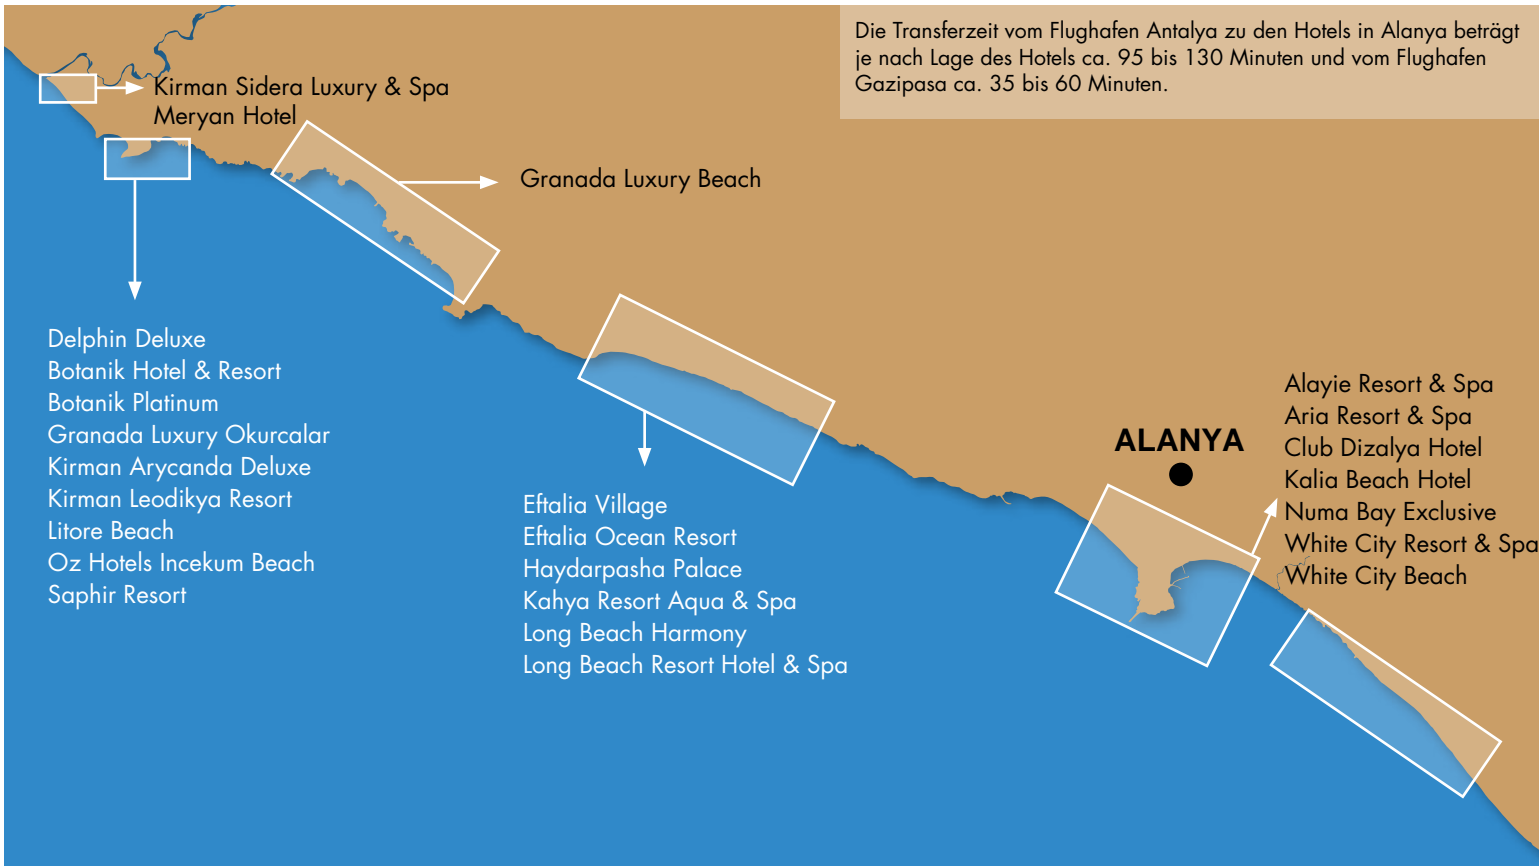 Die Transferzeit vom Flughafen Antalya zu den Hotels in Alanya beträgt
je nach Lage des Hotels ca. 95 bis 130 Minuten und vom Flughafen
Gazipasa ca. 35 bis 60 Minuten.
Kirman Sidera Luxury & Spa
Meryan Hotel
Granada Luxury Beach
Delphin Deluxe
Botanik Hotel & Resort
Botanik Platinum
Granada Luxury Okurcalar
Kirman Arycanda Deluxe
Kirman Leodikya Resort
Litore Beach
Oz Hotels Incekum Beach
Saphir Resort
Eftalia Village
Eftalia Ocean Resort
Haydarpasha Palace
Kahya Resort Aqua & Spa
Long Beach Harmony
Long Beach Resort Hotel & Spa
ALANYA
Alayie Resort & Spa
Aria Resort & Spa
Club Dizalya Hotel
Kalia Beach Hotel
Numa Bay Exclusive
White City Resort & Spa
White City Beach